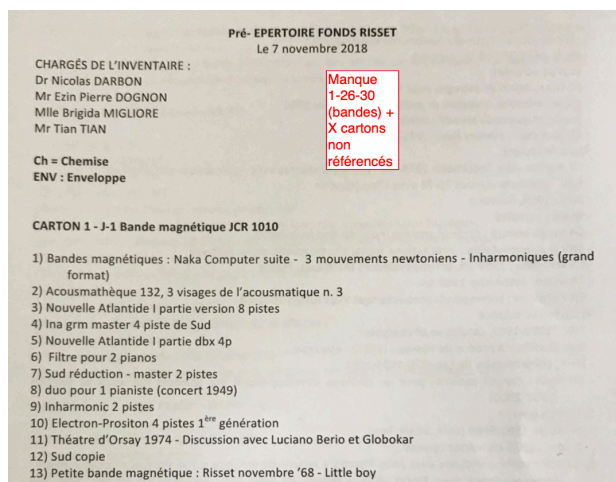 Pré- EPERTOIRE FONDS RISSET
Le 7 novembre 2018
CHARGÉS DE L'INVENTAIRE :
Dr Nicolas DARBON
Mr Ezin Pierre DOGNON
Mlle Brigida MIGLIORE
Mr Tian TIAN
Manque
1-26-30
(bandes) +
X cartons
non
référencés
Ch = Chemise
ENV : Enveloppe
CARTON 1 - J-1 Bande magnétique JCR 1010
1) Bandes magnétiques : Naka Computer suite - 3 mouvements newtoniens - Inharmoniques (grand
format)
2) Acousmathèque 132, 3 visages de l'acousmatique n. 3
3) Nouvelle Atlantide I partie version 8 pistes
4) Ina grm master 4 piste de Sud
5) Nouvelle Atlantide I partie dbx 4p
6) Filtre pour 2 pianos
7) Sud réduction - master 2 pistes
8) duo pour 1 pianiste (concert 1949)
9) Inharmonic 2 pistes
10) Electron-Prositon 4 pistes 1ère génération
11) Théatre d'Orsay 1974 - Discussion avec Luciano Berio et Globokar
12) Sud copie
13) Petite bande magnétique : Risset novembre '68 - Little boy